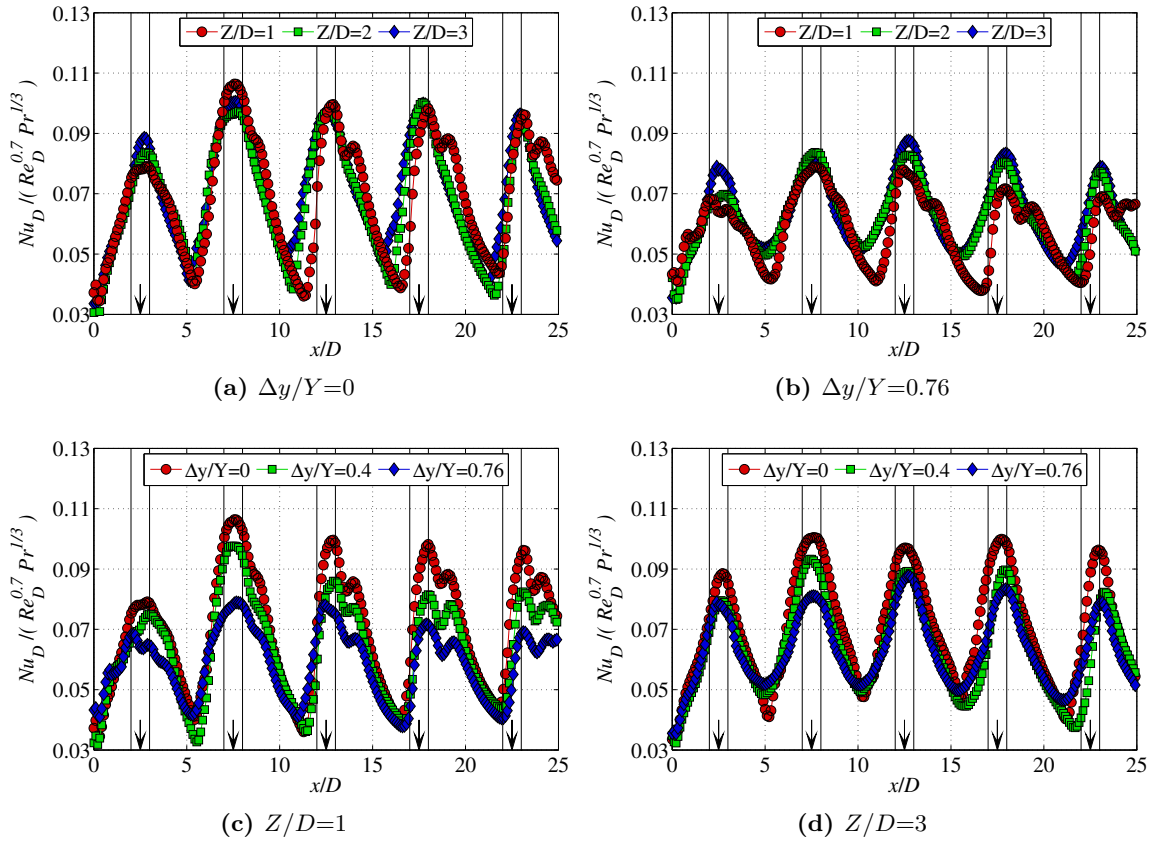 0.13
0.11
0.09
0.07
0.05
0.03
Nu_D /( Re_D^{0.7} Pr^{1/3} )
Z/D=1 Z/D=2 Z/D=3
0 5 10 15 20 25
x/D
(a) Δy/Y=0
0.13
0.11
0.09
0.07
0.05
0.03
Nu_D /( Re_D^{0.7} Pr^{1/3} )
Z/D=1 Z/D=2 Z/D=3
0 5 10 15 20 25
x/D
(b) Δy/Y=0.76
0.13
0.11
0.09
0.07
0.05
0.03
Nu_D /( Re_D^{0.7} Pr^{1/3} )
Δy/Y=0 Δy/Y=0.4 Δy/Y=0.76
0 5 10 15 20 25
x/D
(c) Z/D=1
0.13
0.11
0.09
0.07
0.05
0.03
Nu_D /( Re_D^{0.7} Pr^{1/3} )
Δy/Y=0 Δy/Y=0.4 Δy/Y=0.76
0 5 10 15 20 25
x/D
(d) Z/D=3